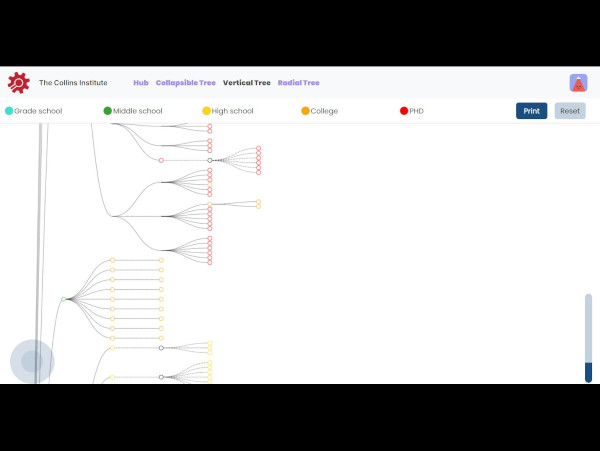 The Collins Institute Hub Collapsible Tree Vertical Tree Radial Tree
Grade school Middle school High school College PHD Print Reset